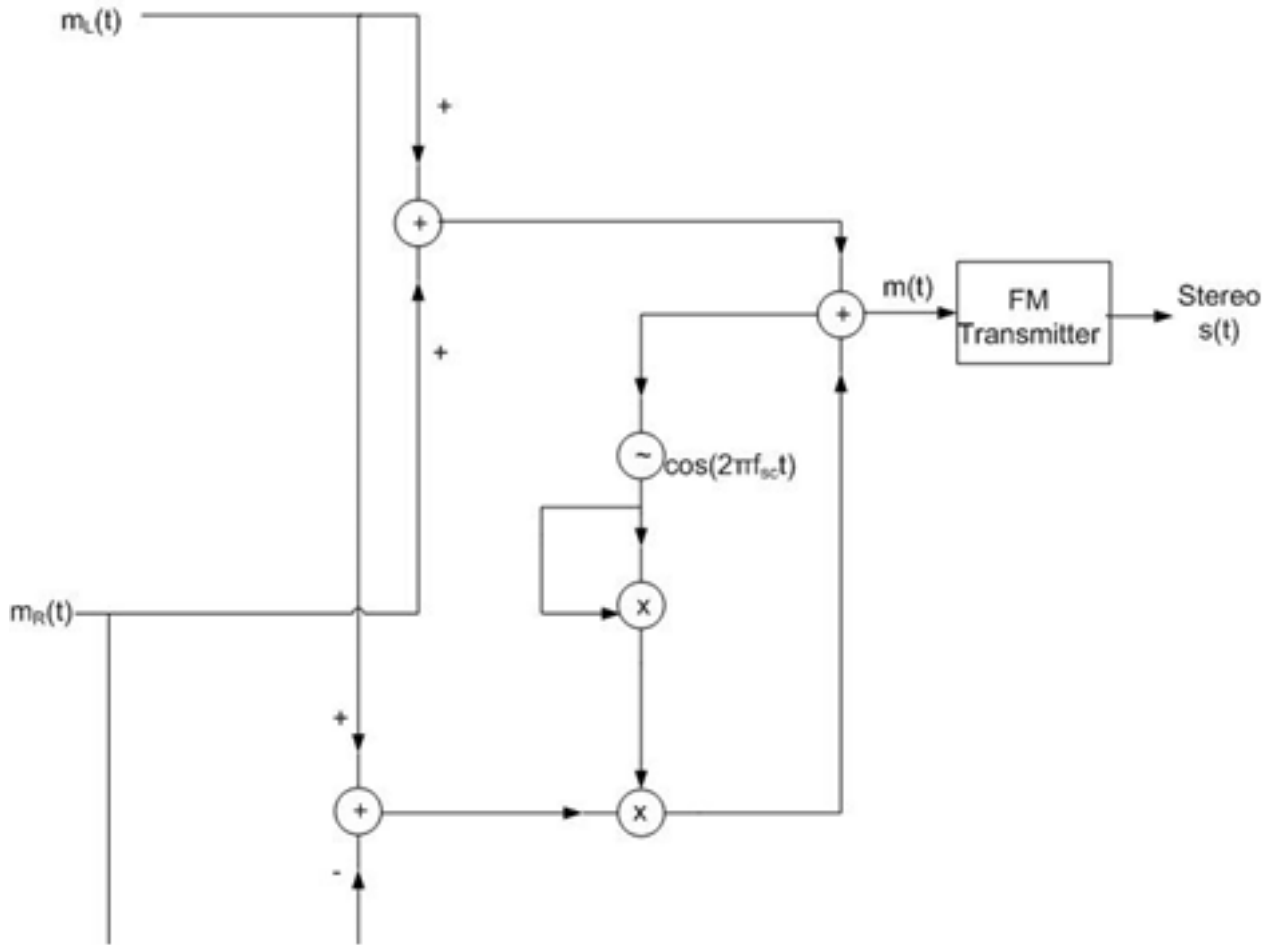 mL(t)
+
+
+
m(t)
FM
Transmitter
Stereo
s(t)
+
+
~
cos(2πfsct)
x
mR(t)
+
+
x
-